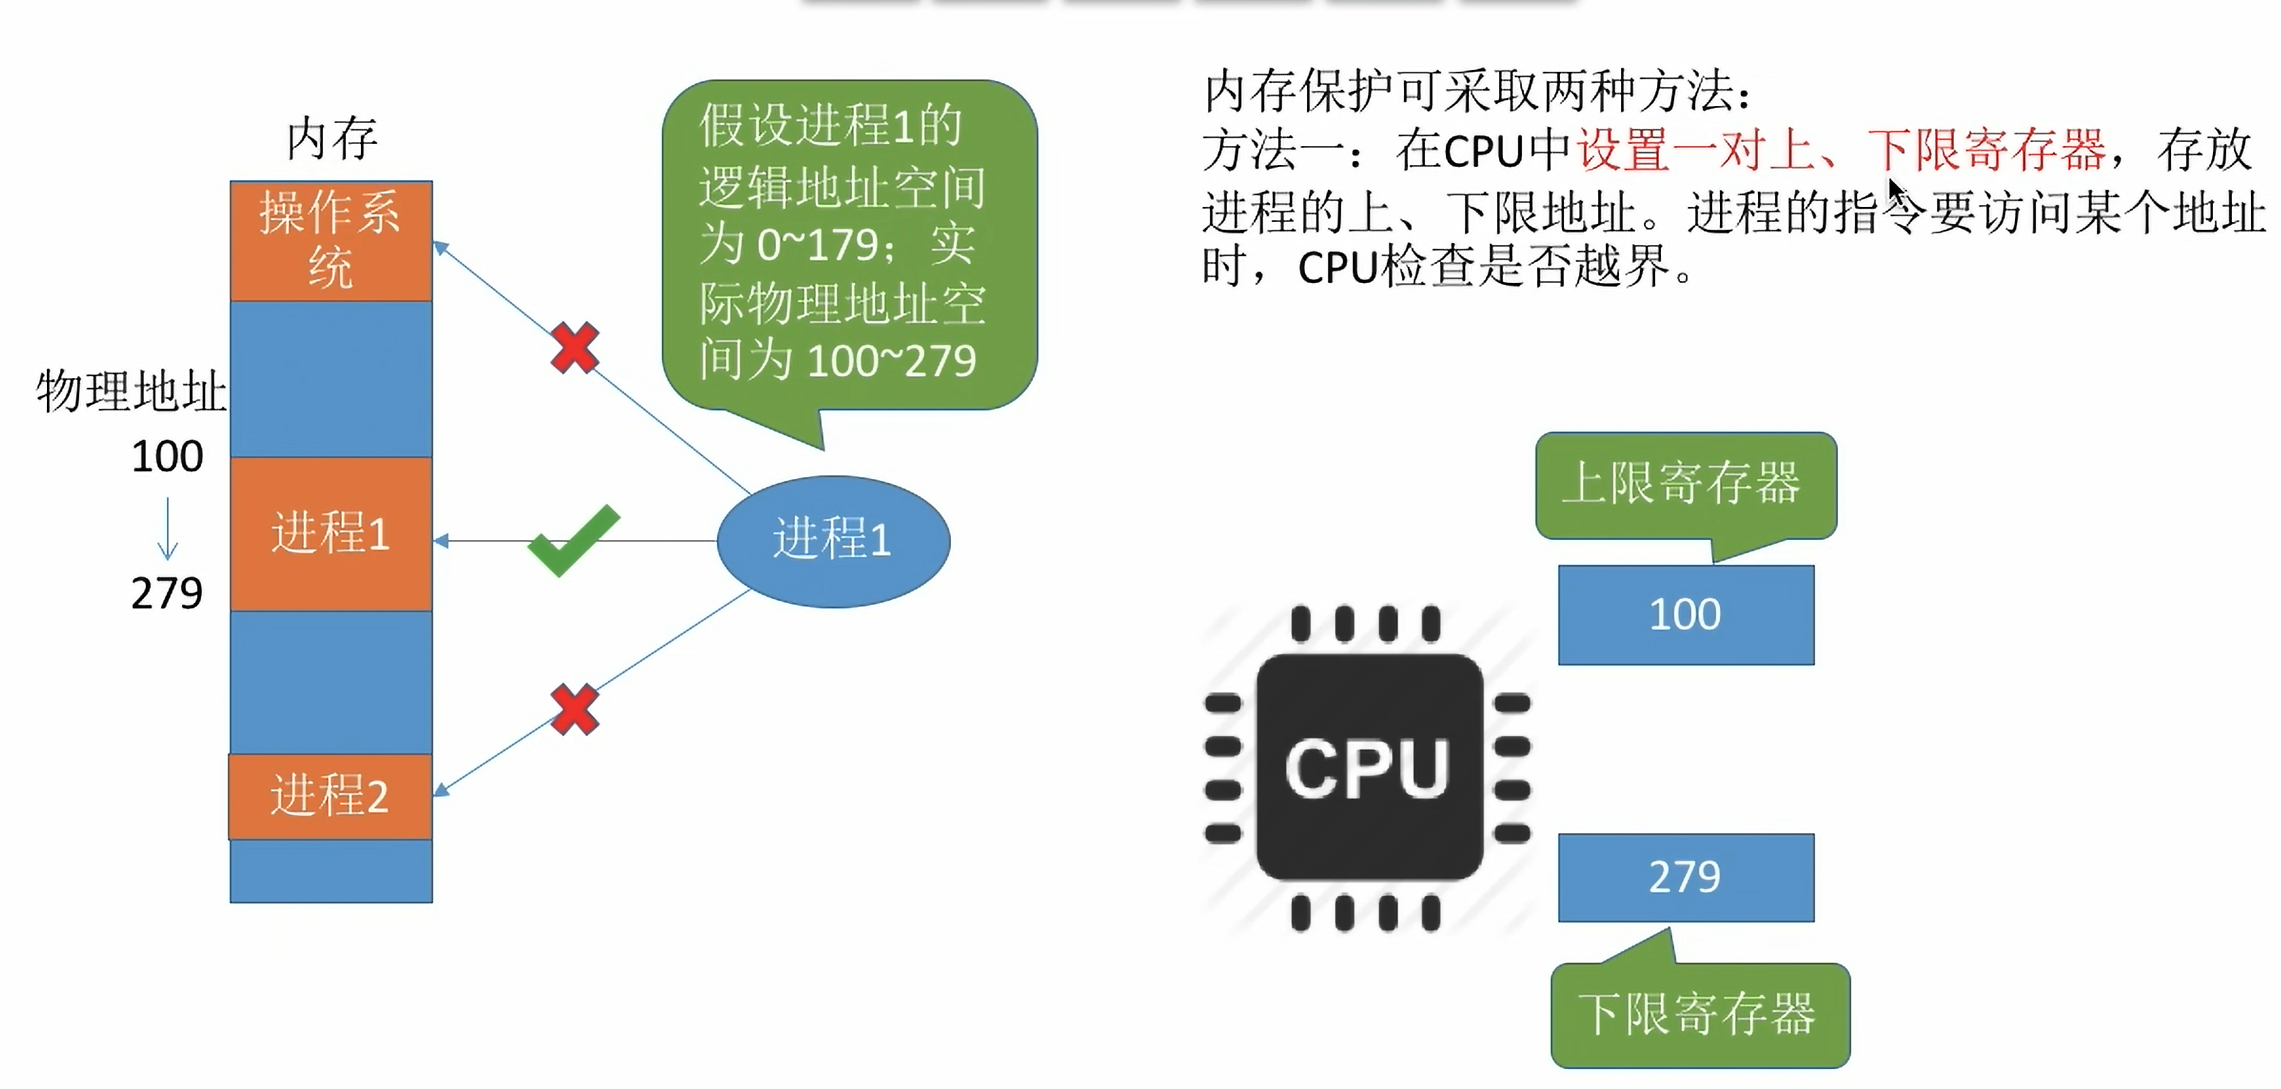 内存
操作系
统
物理地址
100
279
进程1
进程2
假设进程1的
逻辑地址空间
为 0~179；实
际物理地址空
间为 100~279
进程1
内存保护可采取两种方法：
方法一：在CPU中设置一对上、下限寄存器，存放
进程的上、下限地址。进程的指令要访问某个地址
时，CPU检查是否越界。
上限寄存器
100
CPU
279
下限寄存器